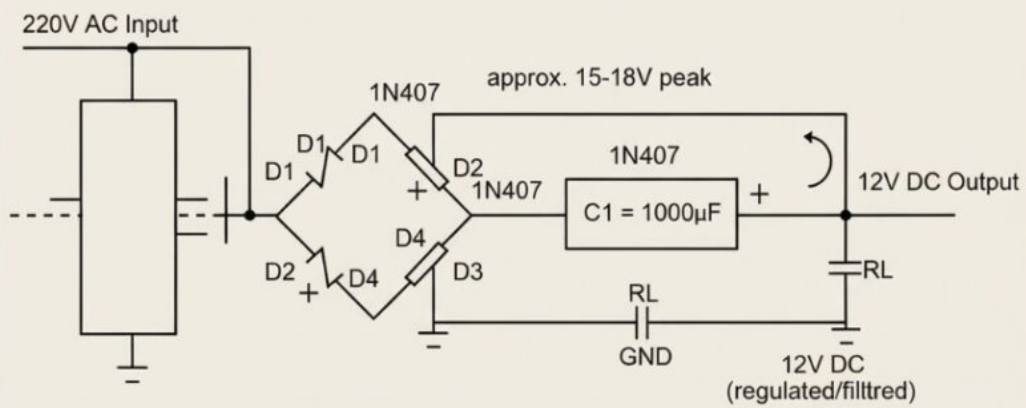 220V AC Input
approx. 15-18V peak
1N407
D1
D1
D1
D2
+
1N407
1N407
C1 = 1000µF
+
12V DC Output
D2
+
D4
D4
D3
RL
GND
RL
12V DC
(regulated/filttred)